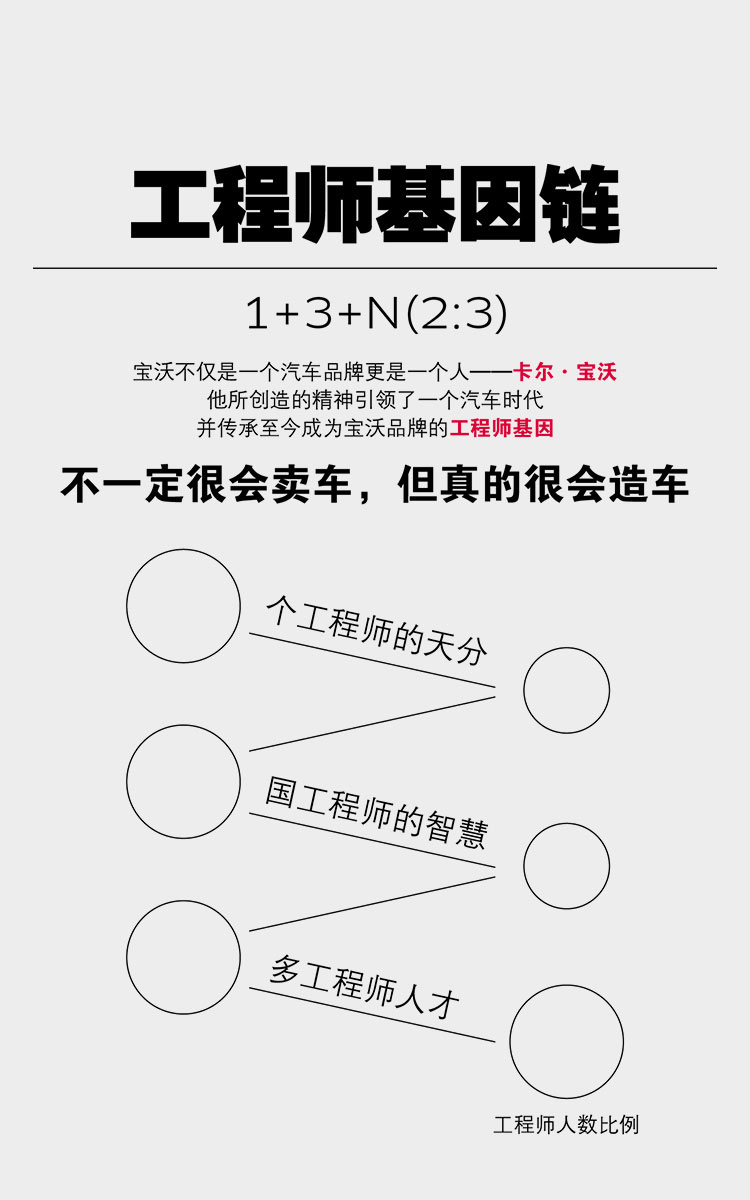 工程师基因链
1+3+N(2:3)
宝沃不仅是一个汽车品牌更是一个人——卡尔·宝沃
他所创造的精神引领了一个汽车时代
并传承至今成为宝沃品牌的工程师基因
不一定很会卖车，但真的很会造车
个工程师的天分
国工程师的智慧
多工程师人才
工程师人数比例